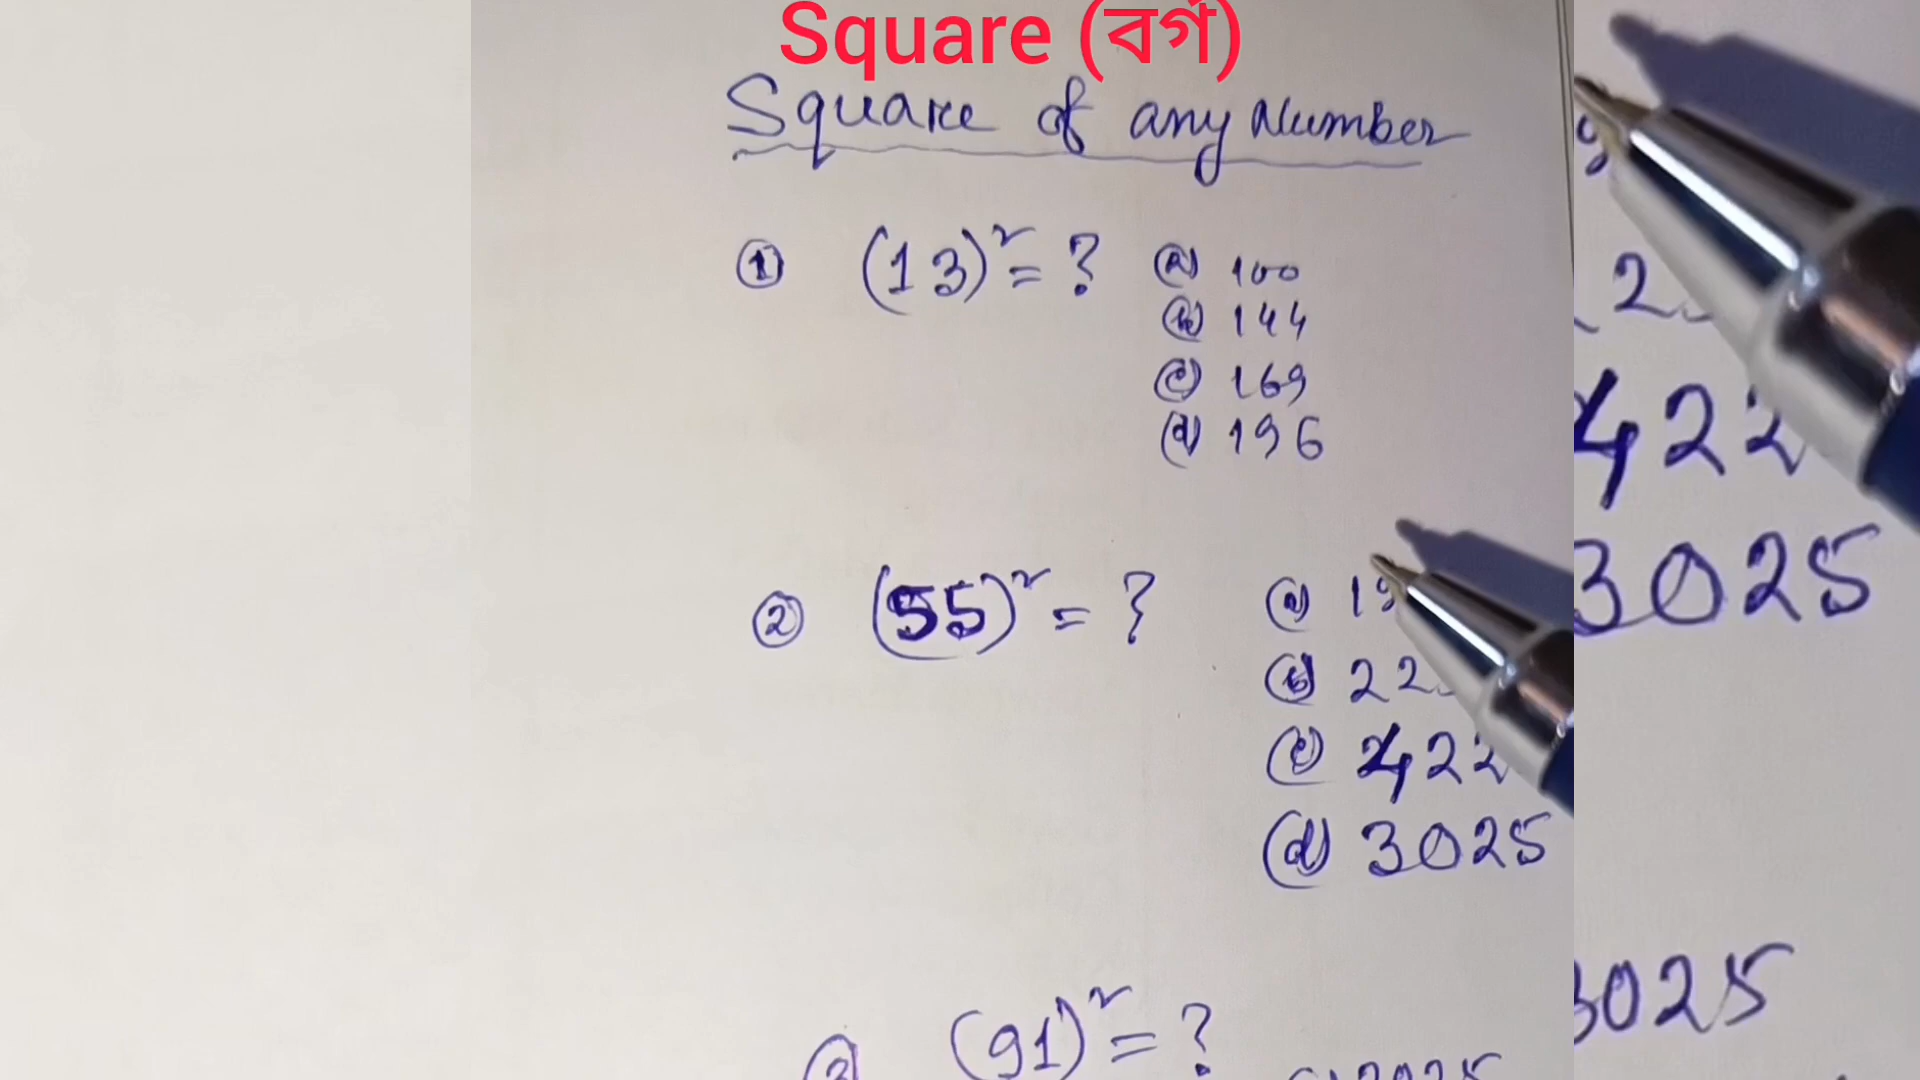 Square (বর্গ)
Square of any Number
① (13)² = ? (a) 100
(b) 144
(c) 169
(d) 196
② (55)² = ? (a)
(b)
(c)
(d) 3025
(91)² = ?
3025
3025